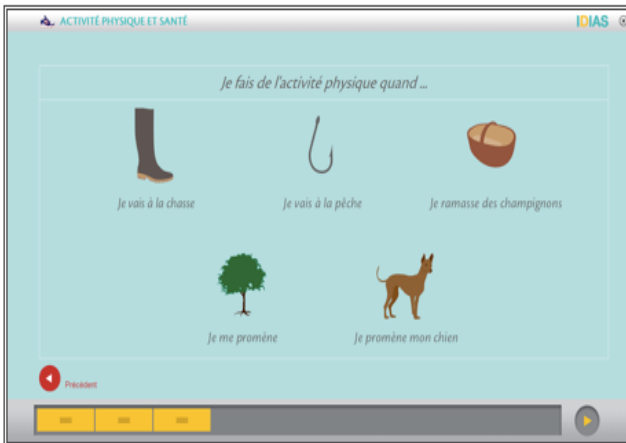 ACTIVITÉ PHYSIQUE ET SANTÉ
IDIAS
Je fais de l'activité physique quand ...
Je vais à la chasse
Je vais à la pêche
Je ramasse des champignons
Je me promène
Je promène mon chien
Précédent